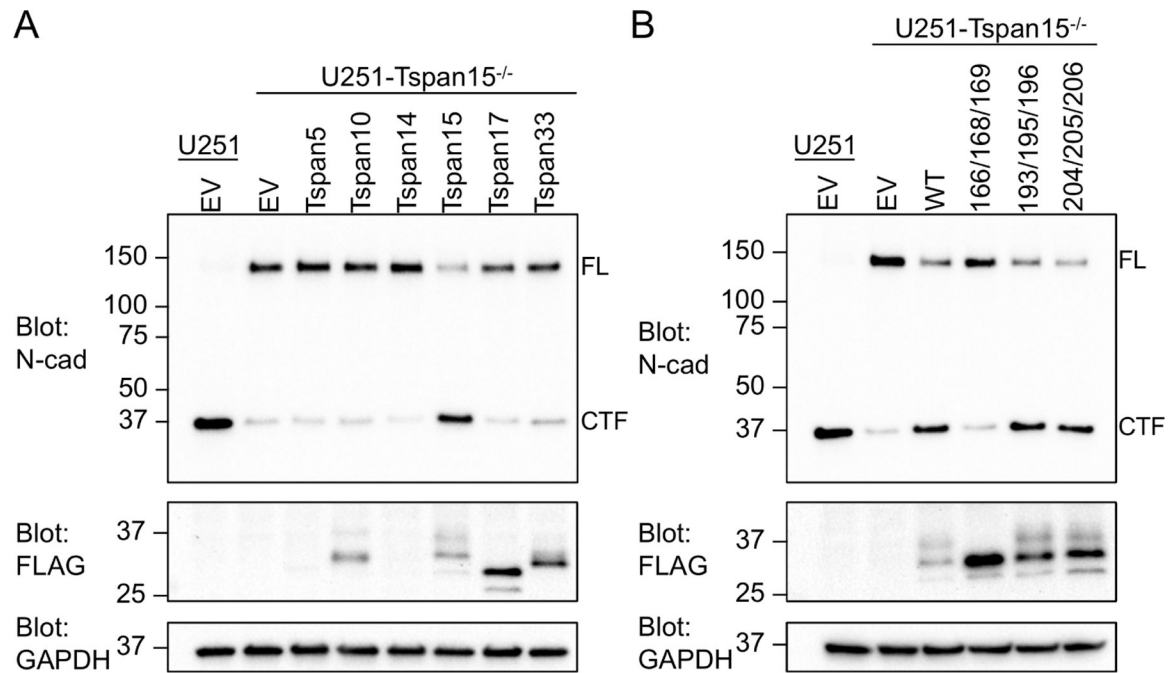 A
U251-Tspan15-/-
U251
EV
EV
Tspan5
Tspan10
Tspan14
Tspan15
Tspan17
Tspan33
150
100
75
50
37
FL
CTF
Blot:
N-cad
37
25
Blot:
FLAG
37
Blot:
GAPDH
B
U251-Tspan15-/-
U251
EV
EV
WT
166/168/169
193/195/196
204/205/206
150
100
75
50
37
FL
CTF
Blot:
N-cad
37
25
Blot:
FLAG
37
Blot:
GAPDH